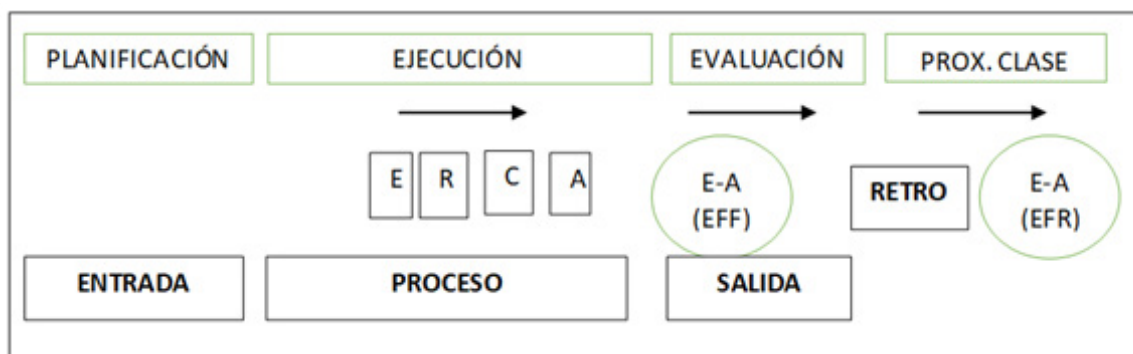 PLANIFICACIÓN EJECUCIÓN EVALUACIÓN PROX. CLASE
E R C A
E-A
(EFF)
RETRO
E-A
(EFR)
ENTRADA PROCESO SALIDA